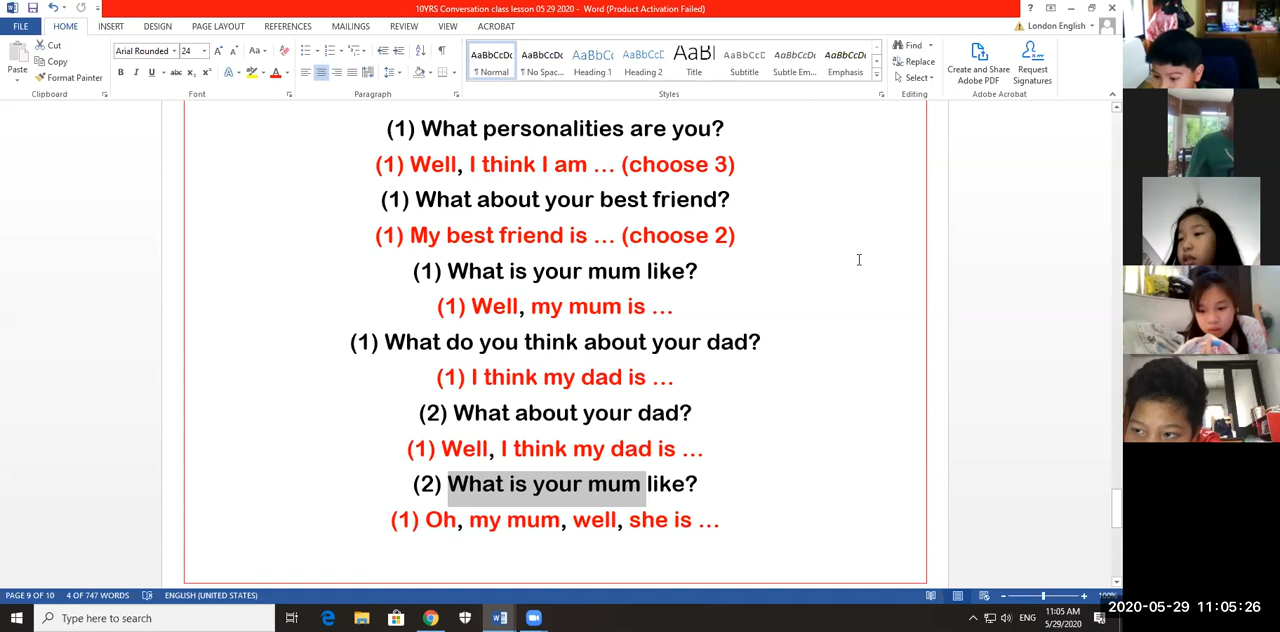 10YRS Conversation class lesson 05 29 2020 - Word (Product Activation Failed)
FILE HOME INSERT DESIGN PAGE LAYOUT REFERENCES MAILINGS REVIEW VIEW ACROBAT London English
Paste Cut Copy Format Painter
Clipboard
Arial Rounded 24
Font
Paragraph
AaBbCcDc ¶ Normal
AaBbCcDc ¶ No Spac...
AaBbCc Heading 1
AaBbCcD Heading 2
AaBl Title
AaBbCcD Subtitle
AaBbCcDc Subtle Em...
AaBbCcDc Emphasis
Styles
Find
Replace
Select
Editing
Create and Share Adobe PDF
Request Signatures
Adobe Acrobat
(1) What personalities are you?
(1) Well, I think I am ... (choose 3)
(1) What about your best friend?
(1) My best friend is ... (choose 2)
(1) What is your mum like?
(1) Well, my mum is ...
(1) What do you think about your dad?
(1) I think my dad is ...
(2) What about your dad?
(1) Well, I think my dad is ...
(2) What is your mum like?
(1) Oh, my mum, well, she is ...
PAGE 9 OF 10 4 OF 747 WORDS ENGLISH (UNITED STATES) 100%
Type here to search
ENG
11:05 AM
5/29/2020
2020-05-29 11:05:26